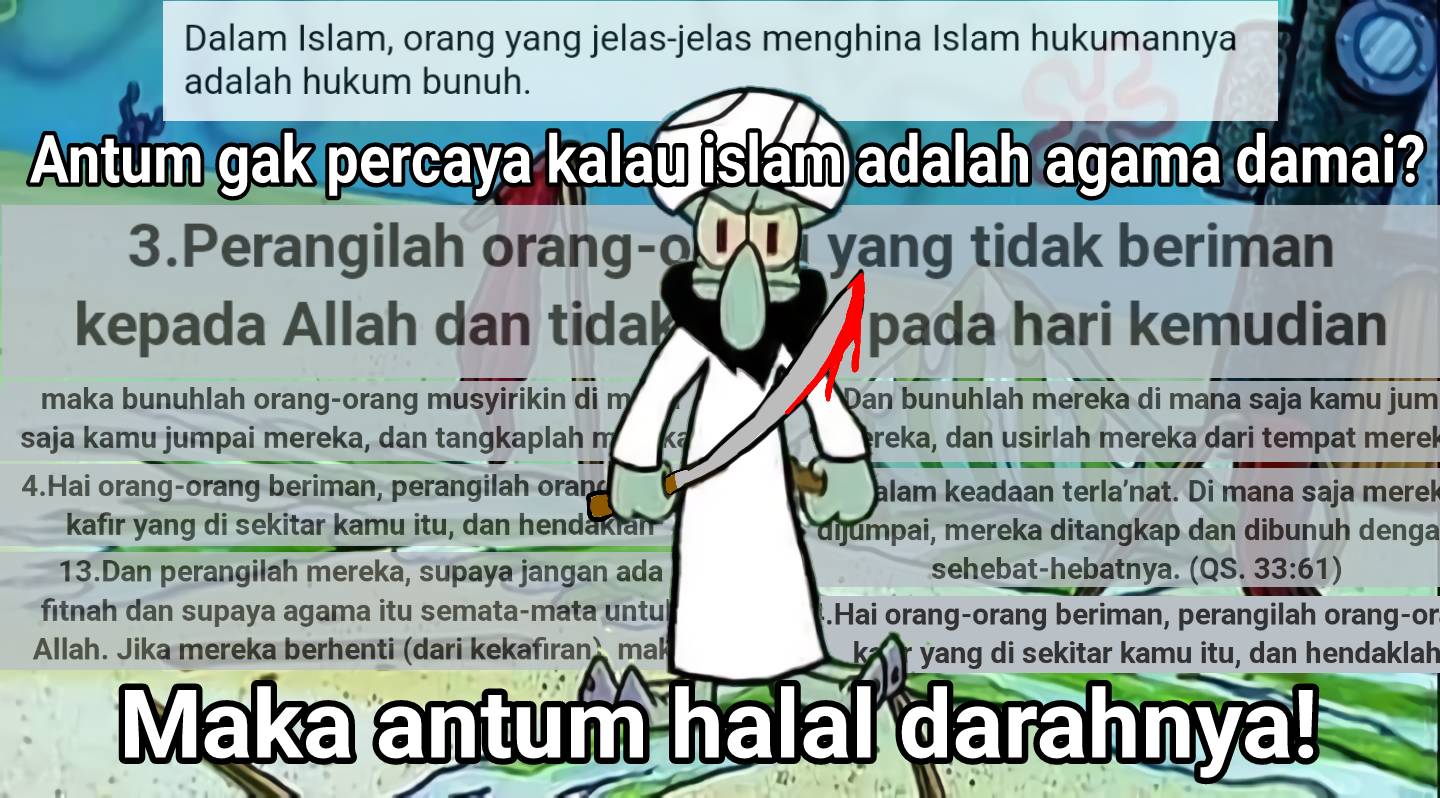 Dalam Islam, orang yang jelas-jelas menghina Islam hukumannya
adalah hukum bunuh.
Antum gak percaya kalau islam adalah agama damai?
3.Perangilah yang tidak beriman
kepada Allah dan hari kemudian
maka bunuhlah orang-orang musyirikin di
saja kamu jumpai mereka, dan tangkaplah
4.Hai orang-orang beriman, perangilah
kafir yang di sekitar kamu itu, dan hendaklah
13.Dan perangilah mereka, supaya jangan ada
fitnah dan supaya agama itu semata-mata
Allah. Jika mereka berhenti (dari kekafiran),
Dan bunuhlah mereka di mana saja kamu
dan usirlah mereka dari tempat
keadaan terla’nat. Di mana saja
dijumpai, mereka ditangkap dan dibunuh
sehebat-hebatnya. (QS. 33:61)
.Hai orang-orang beriman, perangilah
yang di sekitar kamu itu, dan hendaklah
Maka antum halal darahnya!